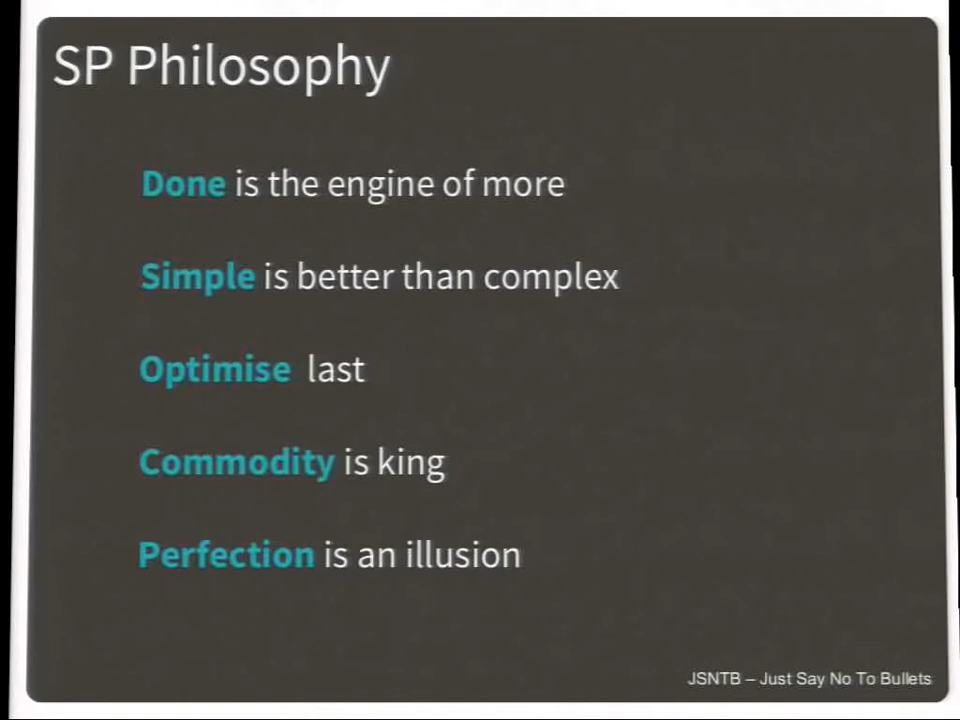 SP Philosophy
Done is the engine of more
Simple is better than complex
Optimise last
Commodity is king
Perfection is an illusion
JSNTB – Just Say No To Bullets